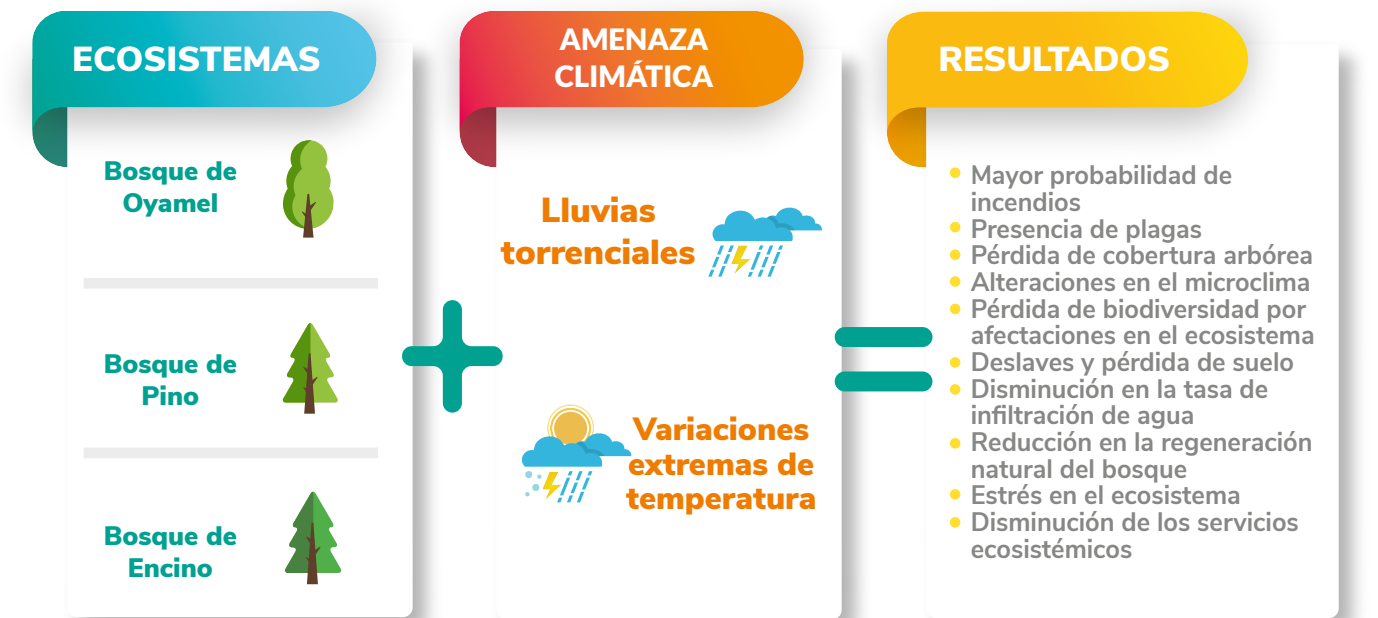 ECOSISTEMAS
Bosque de
Oyamel
Bosque de
Pino
Bosque de
Encino
AMENAZA
CLIMÁTICA
Lluvias
torrenciales
Variaciones
extremas de
temperatura
RESULTADOS
Mayor probabilidad de
incendios
Presencia de plagas
Pérdida de cobertura arbórea
Alteraciones en el microclima
Pérdida de biodiversidad por
afectaciones en el ecosistema
Deslaves y pérdida de suelo
Disminución en la tasa de
infiltración de agua
Reducción en la regeneración
natural del bosque
Estrés en el ecosistema
Disminución de los servicios
ecosistémicos